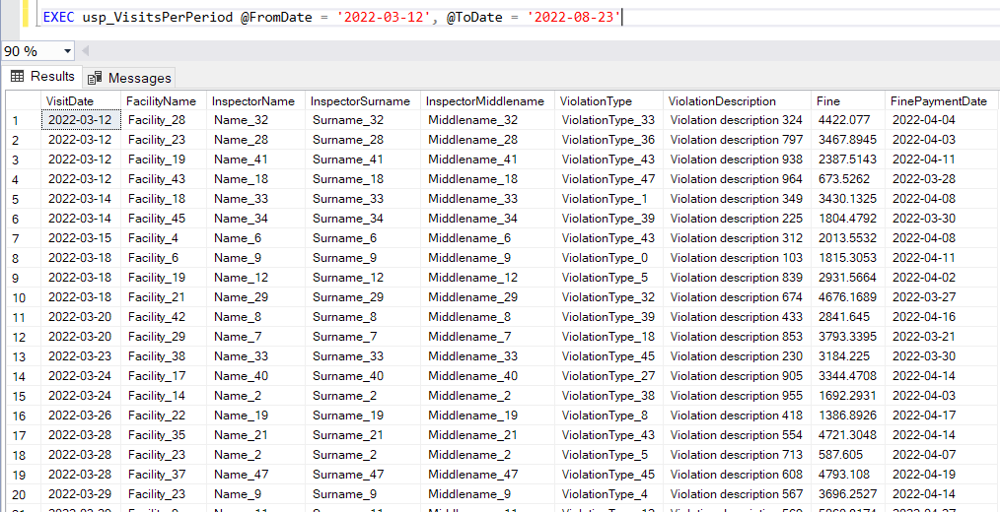 EXEC usp_VisitsPerPeriod @FromDate = '2022-03-12', @ToDate = '2022-08-23'
90 %
Results Messages
VisitDate FacilityName InspectorName InspectorSurname InspectorMiddlename ViolationType ViolationDescription Fine FinePaymentDate
1 2022-03-12 Facility_28 Name_32 Surname_32 Middlename_32 ViolationType_33 Violation description 324 4422.077 2022-04-04
2 2022-03-12 Facility_23 Name_28 Surname_28 Middlename_28 ViolationType_36 Violation description 797 3467.8945 2022-04-03
3 2022-03-12 Facility_19 Name_41 Surname_41 Middlename_41 ViolationType_43 Violation description 938 2387.5143 2022-04-11
4 2022-03-12 Facility_43 Name_18 Surname_18 Middlename_18 ViolationType_47 Violation description 964 673.5262 2022-03-28
5 2022-03-14 Facility_18 Name_33 Surname_33 Middlename_33 ViolationType_1 Violation description 349 3430.1325 2022-04-08
6 2022-03-14 Facility_45 Name_34 Surname_34 Middlename_34 ViolationType_39 Violation description 225 1804.4792 2022-03-30
7 2022-03-15 Facility_4 Name_6 Surname_6 Middlename_6 ViolationType_43 Violation description 312 2013.5532 2022-04-08
8 2022-03-18 Facility_6 Name_9 Surname_9 Middlename_9 ViolationType_0 Violation description 103 1815.3053 2022-04-11
9 2022-03-18 Facility_19 Name_12 Surname_12 Middlename_12 ViolationType_5 Violation description 839 2931.5664 2022-04-02
10 2022-03-18 Facility_21 Name_29 Surname_29 Middlename_29 ViolationType_32 Violation description 674 4676.1689 2022-03-27
11 2022-03-20 Facility_42 Name_8 Surname_8 Middlename_8 ViolationType_39 Violation description 433 2841.645 2022-04-16
12 2022-03-20 Facility_29 Name_7 Surname_7 Middlename_7 ViolationType_18 Violation description 853 3793.3395 2022-03-21
13 2022-03-23 Facility_38 Name_33 Surname_33 Middlename_33 ViolationType_45 Violation description 230 3184.225 2022-03-30
14 2022-03-24 Facility_17 Name_40 Surname_40 Middlename_40 ViolationType_27 Violation description 905 3344.4708 2022-04-14
15 2022-03-24 Facility_14 Name_2 Surname_2 Middlename_2 ViolationType_38 Violation description 955 1692.2931 2022-04-03
16 2022-03-26 Facility_22 Name_19 Surname_19 Middlename_19 ViolationType_8 Violation description 418 1386.8926 2022-04-17
17 2022-03-28 Facility_35 Name_21 Surname_21 Middlename_21 ViolationType_43 Violation description 554 4721.3048 2022-04-14
18 2022-03-28 Facility_23 Name_2 Surname_2 Middlename_2 ViolationType_5 Violation description 713 587.605 2022-04-07
19 2022-03-28 Facility_37 Name_47 Surname_47 Middlename_47 ViolationType_45 Violation description 608 4793.108 2022-04-19
20 2022-03-29 Facility_23 Name_9 Surname_9 Middlename_9 ViolationType_4 Violation description 567 3696.2527 2022-04-14